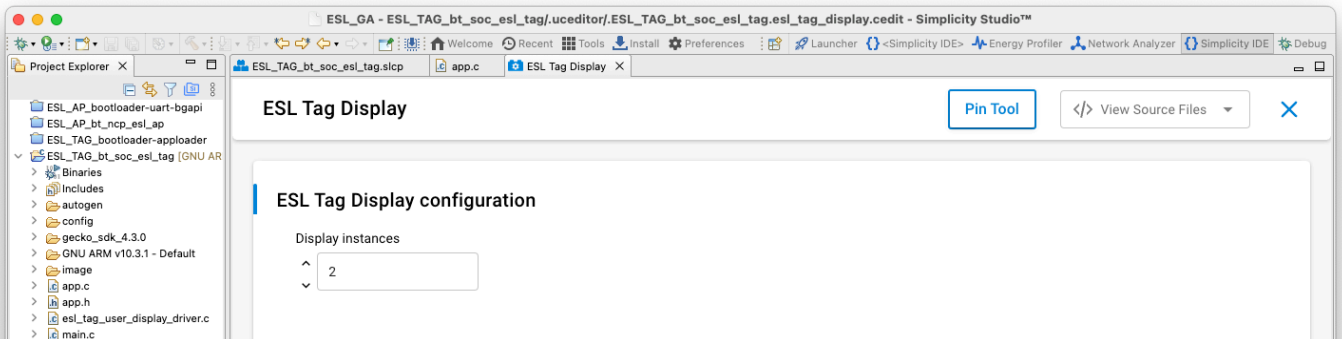 ESL_GA - ESL_TAG_bt_soc_esl_tag/.uceditor/.ESL_TAG_bt_soc_esl_tag.esl_tag_display.cedit - Simplicity Studio™
Welcome Recent Tools Install Preferences Launcher {}<Simplicity IDE> Energy Profiler Network Analyzer {} Simplicity IDE Debug
Project Explorer ESL_TAG_bt_soc_esl_tag.slcp app.c ESL Tag Display
ESL_AP_bootloader-uart-bgapi
ESL_AP_bt_ncp_esl_ap
ESL_TAG_bootloader-apploader
ESL_TAG_bt_soc_esl_tag [GNU AR
Binaries
Includes
autogen
config
gecko_sdk_4.3.0
GNU ARM v10.3.1 - Default
image
app.c
app.h
esl_tag_user_display_driver.c
main.c
ESL Tag Display
Pin Tool
</> View Source Files
ESL Tag Display configuration
Display instances
2